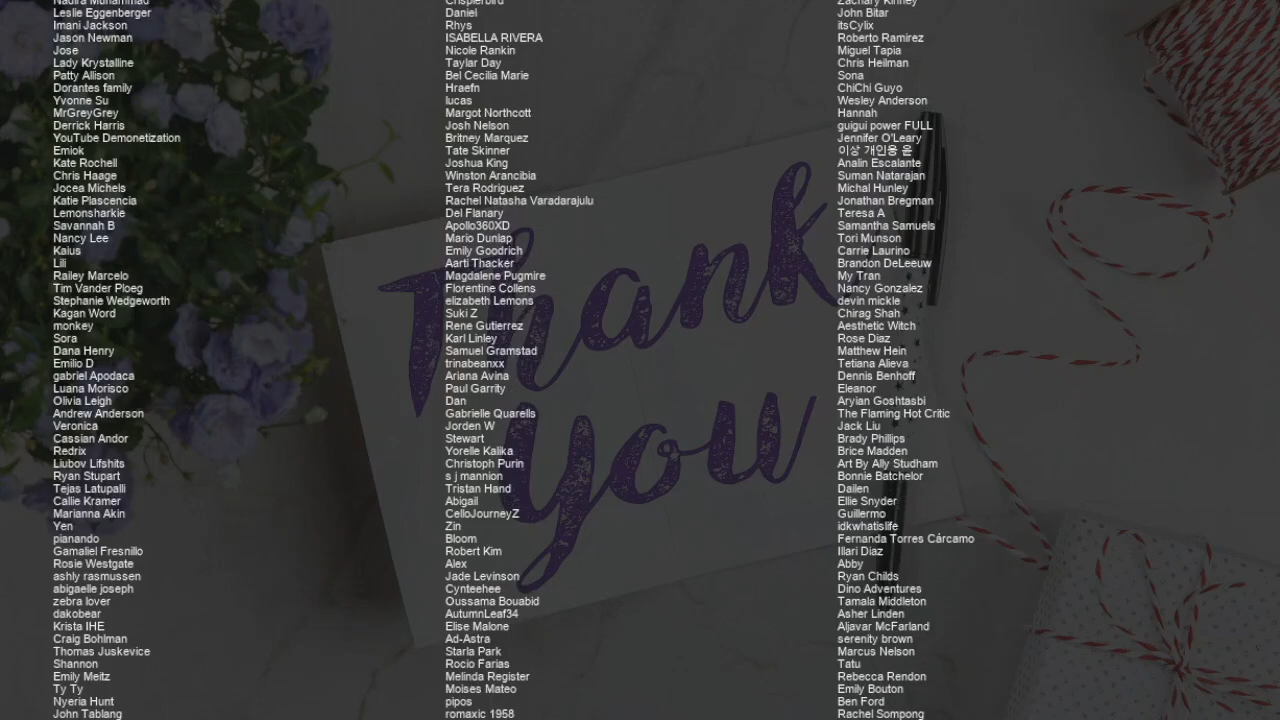 Nadira Muhammad
Leslie Eggenberger
Imani Jackson
Jason Newman
Jose
Lady Krystalline
Patty Allison
Dorantes family
Yvonne Su
MrGreyGrey
Derrick Harris
YouTube Demonetization
Emiok
Kate Rochell
Chris Haage
Jocea Michels
Katie Plascencia
Lemonsharkie
Savannah B
Nancy Lee
Kaius
Lili
Railey Marcelo
Tim Vander Ploeg
Stephanie Wedgeworth
Kagan Word
monkey
Sora
Dana Henry
Emilio D
gabriel Apodaca
Luana Morisco
Olivia Leigh
Andrew Anderson
Veronica
Cassian Andor
Redrix
Liubov Lifshits
Ryan Stupart
Tejas Latupalli
Callie Kramer
Marianna Akin
Yen
pianando
Gamaliel Fresnillo
Rosie Westgate
ashly rasmussen
abigaelle joseph
zebra lover
dakobear
Krista IHE
Craig Bohlman
Thomas Juskevice
Shannon
Emily Meitz
Ty Ty
Nyeria Hunt
John Tablang
Crispierbird
Daniel
Rhys
ISABELLA RIVERA
Nicole Rankin
Taylar Day
Bel Cecilia Marie
Hraefn
lucas
Margot Northcott
Josh Nelson
Britney Marquez
Tate Skinner
Joshua King
Winston Arancibia
Tera Rodriguez
Rachel Natasha Varadarajulu
Del Flanary
Apollo360XD
Mario Dunlap
Emily Goodrich
Aarti Thacker
Magdalene Pugmire
Florentine Collens
elizabeth Lemons
Suki Z
Rene Gutierrez
Karl Linley
Samuel Gramstad
trinabeanxx
Ariana Avina
Paul Garrity
Dan
Gabrielle Quarells
Jorden W
Stewart
Yorelle Kalika
Christoph Purin
s j mannion
Tristan Hand
Abigail
CelloJourneyZ
Zin
Bloom
Robert Kim
Alex
Jade Levinson
Cynteehee
Oussama Bouabid
AutumnLeaf34
Elise Malone
Ad-Astra
Starla Park
Rocio Farias
Melinda Register
Moises Mateo
pipos
romaxic 1958
Zachary Kinney
John Bitar
itsCylix
Roberto Ramirez
Miguel Tapia
Chris Heilman
Sona
ChiChi Guyo
Wesley Anderson
Hannah
guigui power FULL
Jennifer O'Leary
이상 개인용 윤
Analin Escalante
Suman Natarajan
Michal Hunley
Jonathan Bregman
Teresa A
Samantha Samuels
Tori Munson
Carrie Laurino
Brandon DeLeeuw
My Tran
Nancy Gonzalez
devin mickle
Chirag Shah
Aesthetic Witch
Rose Diaz
Matthew Hein
Tetiana Alieva
Dennis Benhoff
Eleanor
Aryian Goshtasbi
The Flaming Hot Critic
Jack Liu
Brady Phillips
Brice Madden
Art By Ally Studham
Bonnie Batchelor
Dailen
Ellie Snyder
Guillermo
idkwhatislife
Fernanda Torres Cárcamo
Illari Diaz
Abby
Ryan Childs
Dino Adventures
Tamala Middleton
Asher Linden
Aljavar McFarland
serenity brown
Marcus Nelson
Tatu
Rebecca Rendon
Emily Bouton
Ben Ford
Rachel Sompong
Thank
you